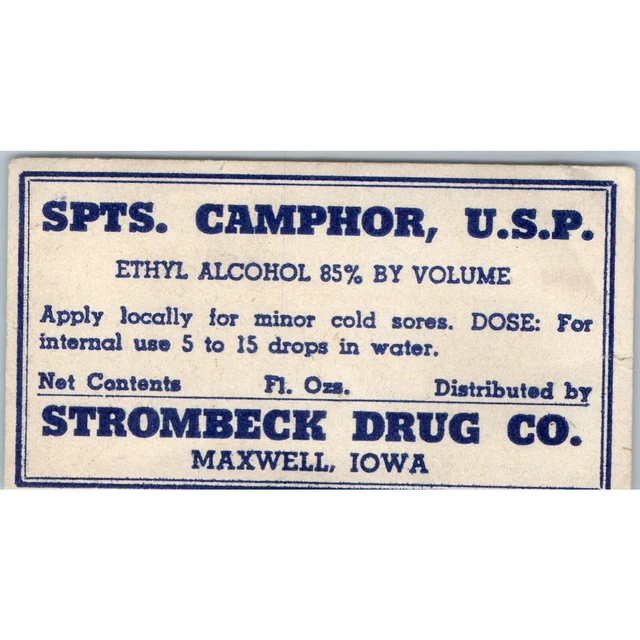 SPTS. CAMPHOR, U.S.P.
ETHYL ALCOHOL 85% BY VOLUME
Apply locally for minor cold sores. DOSE: For
internal use 5 to 15 drops in water.
Net Contents Fl. Ozs. Distributed by
STROMBECK DRUG CO.
MAXWELL, IOWA